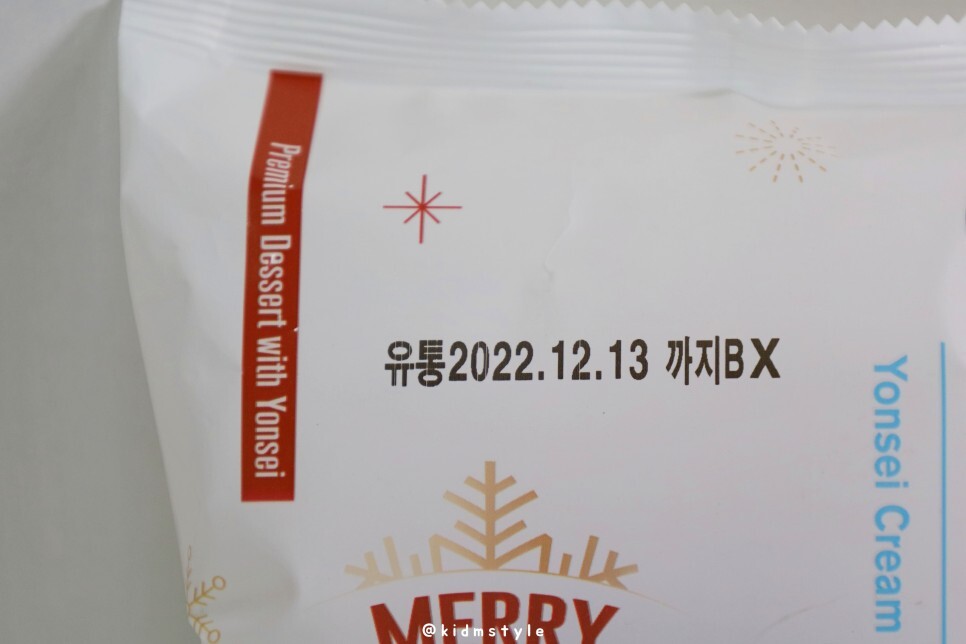 Premium Dessert with Yonsei
유통2022.12.13 까지BX
Yonsei Cream
MERRY
@kidmstyle